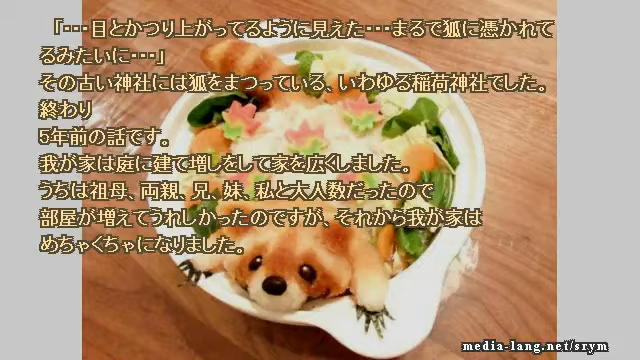 「・・・目とかつり上がってるように見えた・・・まるで狐に憑かれて
るみたいに・・・」
その古い神社には狐をまつっている、いわゆる稲荷神社でした。
終わり
5年前の話です。
我が家は庭に建て増しをして家を広くしました。
うちは祖母、両親、兄、妹、私と大人数だったので
部屋が増えてうれしかったのですが、それから我が家は
めちゃくちゃになりました。
media-lang.net/srym